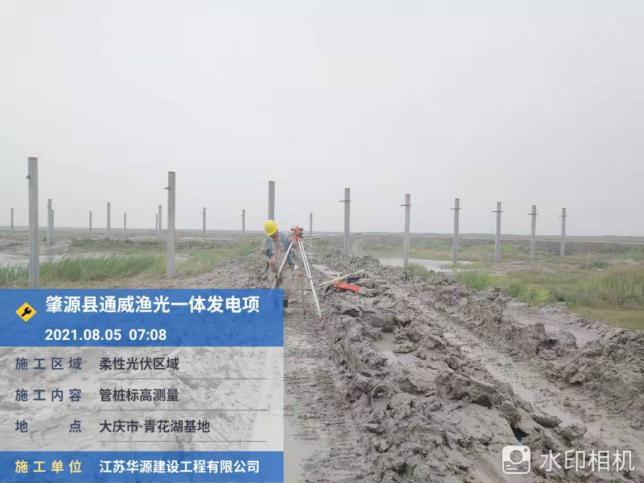 肇源县通威渔光一体发电项
2021.08.05 07:08
施工区域 柔性光伏区域
施工内容 管桩标高测量
地 点 大庆市·青花湖基地
施工单位 江苏华源建设工程有限公司
水印相机